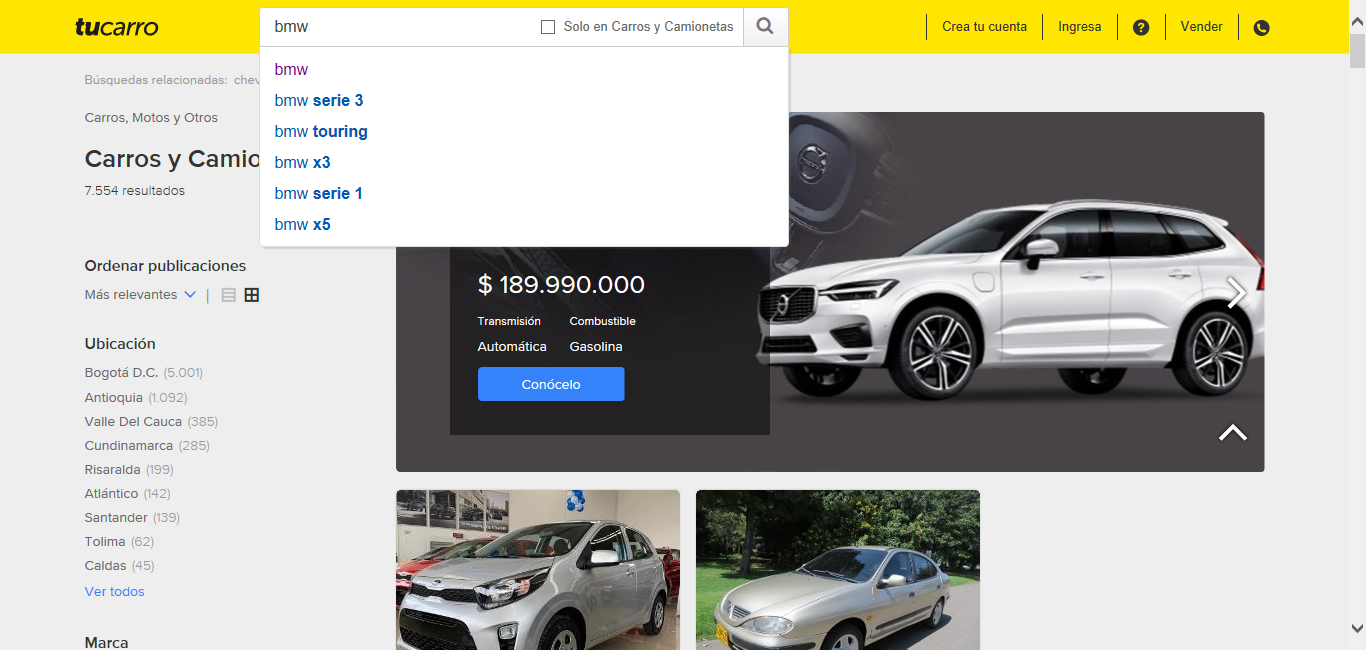 tucarro
bmw
Solo en Carros y Camionetas
Crea tu cuenta
Ingresa
?
Vender
bmw
bmw serie 3
bmw touring
bmw x3
bmw serie 1
bmw x5
Búsquedas relacionadas: chev
Carros, Motos y Otros
Carros y Camio
7.554 resultados
Ordenar publicaciones
Más relevantes |
Ubicación
Bogotá D.C. (5.001)
Antioquia (1.092)
Valle Del Cauca (385)
Cundinamarca (285)
Risaralda (199)
Atlántico (142)
Santander (139)
Tolima (62)
Caldas (45)
Ver todos
Marca
$ 189.990.000
Transmisión Combustible
Automática Gasolina
Conócelo